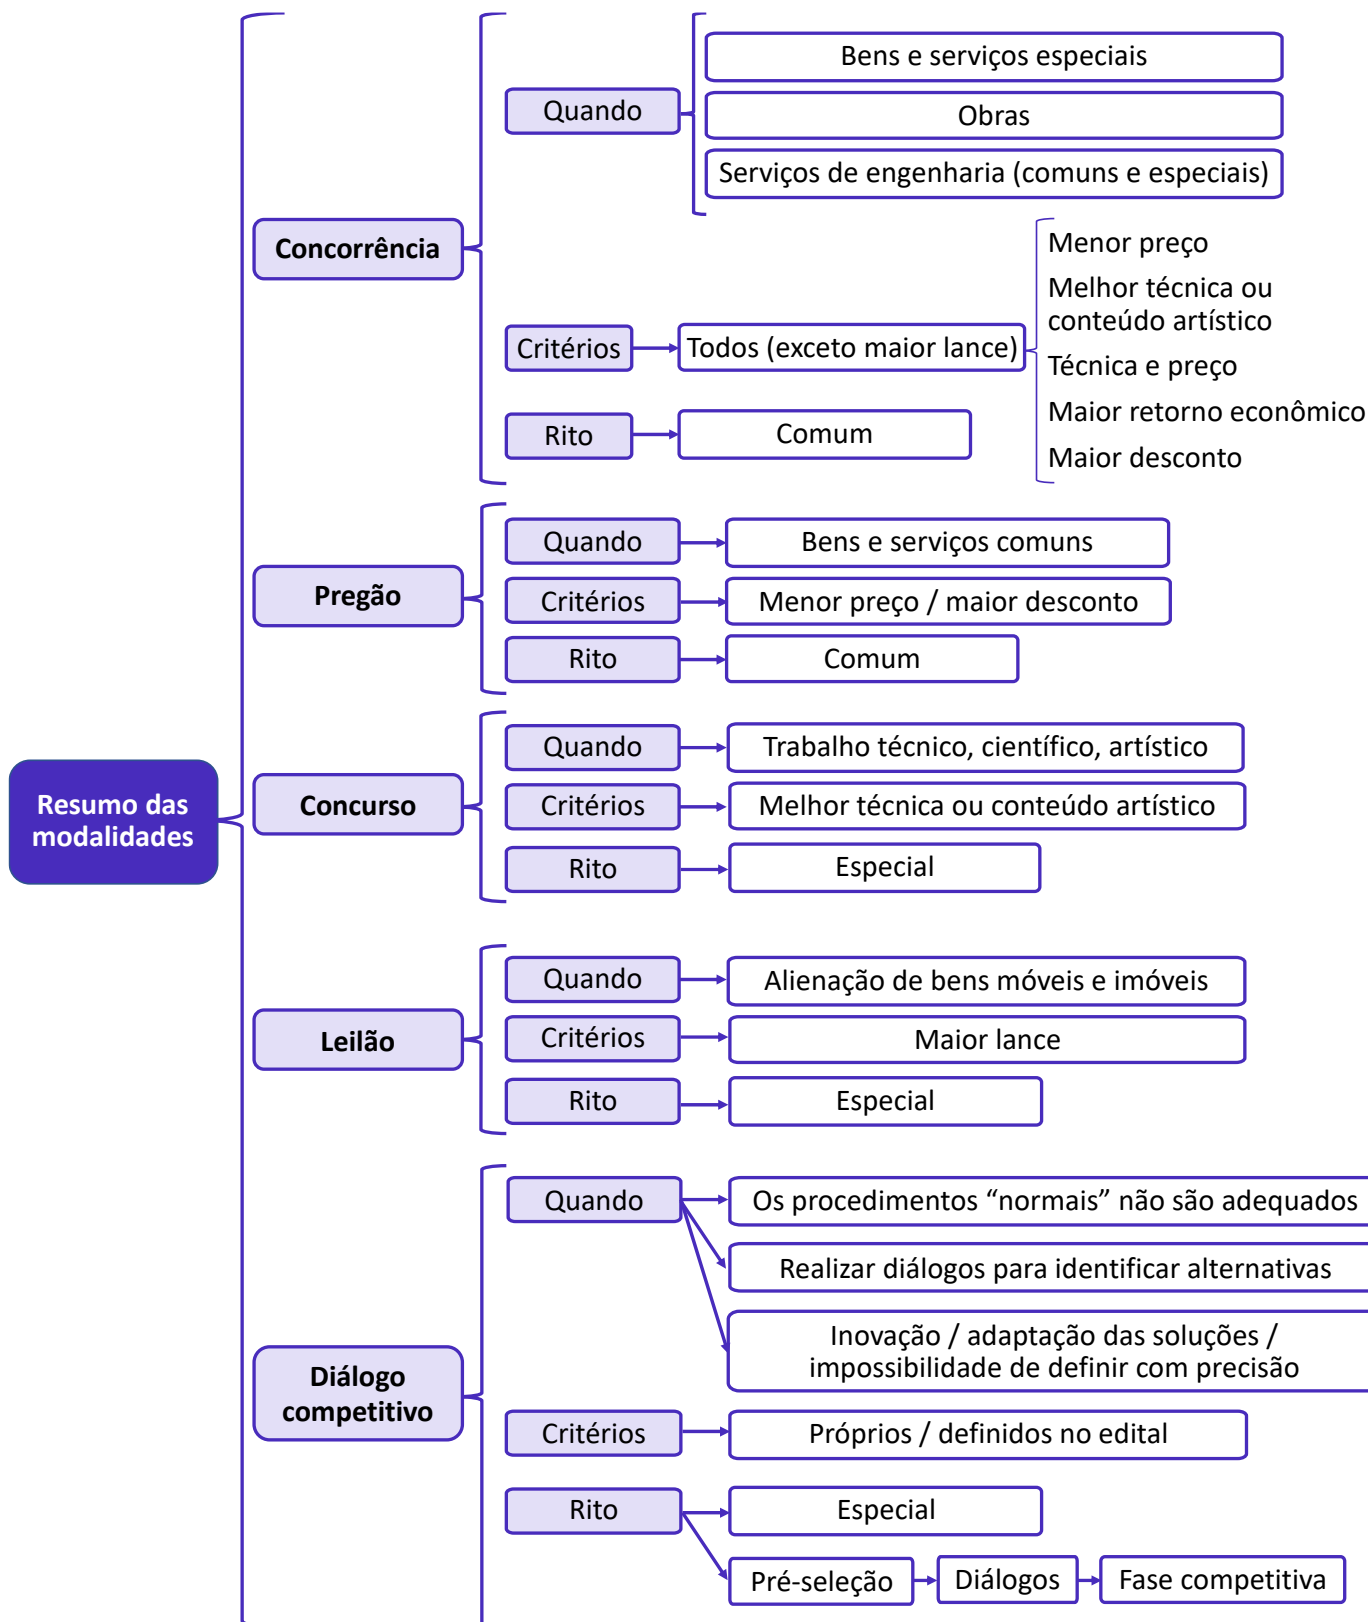 Resumo das
modalidades
Concorrência
Quando
Bens e serviços especiais
Obras
Serviços de engenharia (comuns e especiais)
Critérios
Todos (exceto maior lance)
Menor preço
Melhor técnica ou
conteúdo artístico
Técnica e preço
Maior retorno econômico
Maior desconto
Rito
Comum
Pregão
Quando
Bens e serviços comuns
Critérios
Menor preço / maior desconto
Rito
Comum
Concurso
Quando
Trabalho técnico, científico, artístico
Critérios
Melhor técnica ou conteúdo artístico
Rito
Especial
Leilão
Quando
Alienação de bens móveis e imóveis
Critérios
Maior lance
Rito
Especial
Diálogo
competitivo
Quando
Os procedimentos “normais” não são adequados
Realizar diálogos para identificar alternativas
Inovação / adaptação das soluções /
impossibilidade de definir com precisão
Critérios
Próprios / definidos no edital
Rito
Especial
Pré-seleção
Diálogos
Fase competitiva